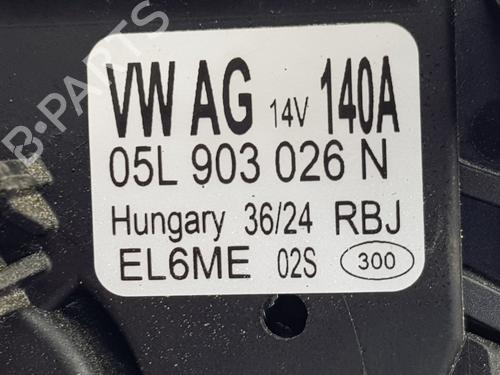 VW AG 14V 140A
05L 903 026 N
Hungary 36/24 RBJ
EL6ME 02S 300
B-PARTS